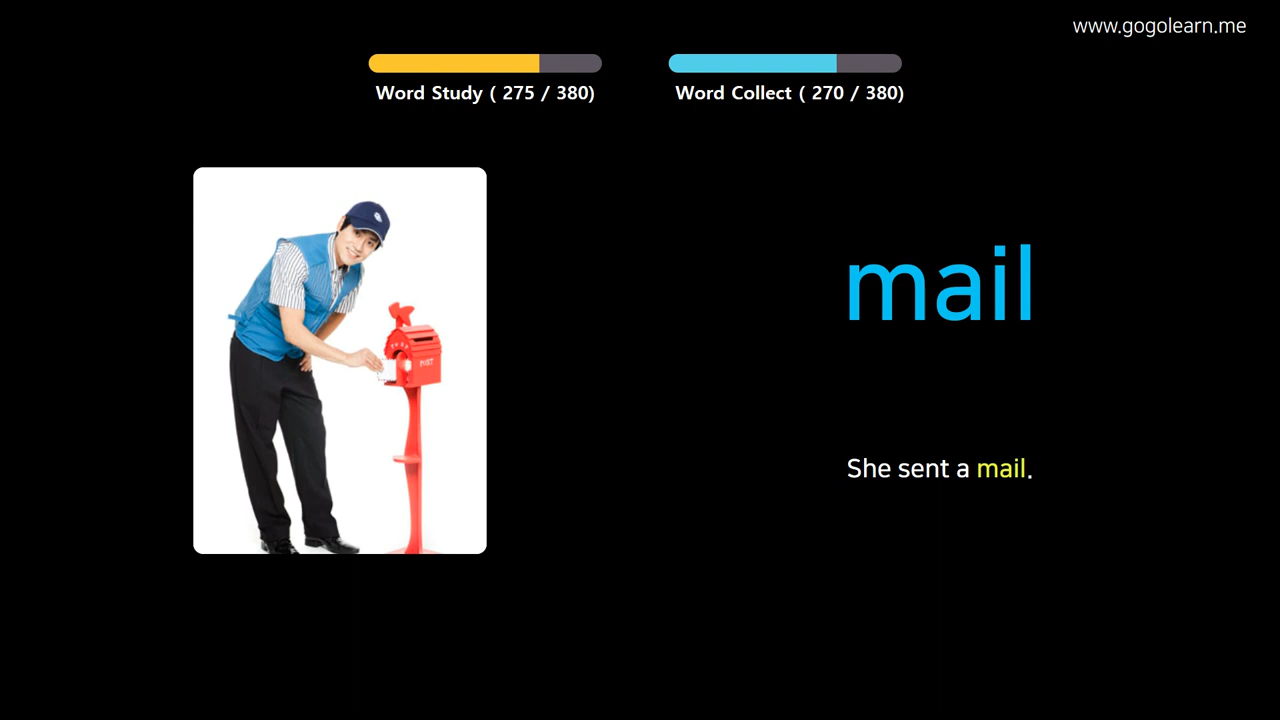 www.gogolearn.me
Word Study ( 275 / 380)
Word Collect ( 270 / 380)
mail
POST
She sent a mail.